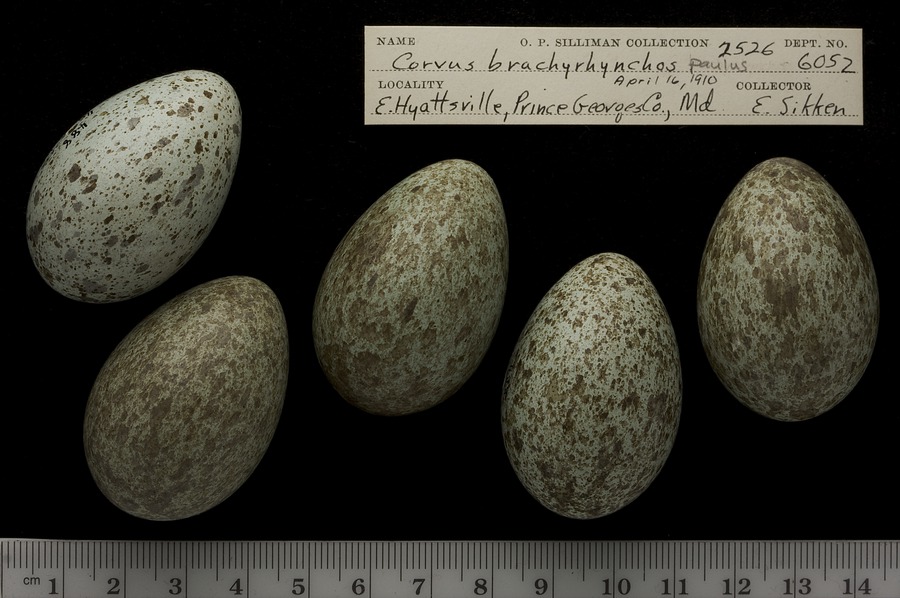 NAME O. P. SILLIMAN COLLECTION 2526 DEPT. NO.
Corvus brachyrhynchos paulus 6052
LOCALITY April 16, 1910 COLLECTOR
E. Hyattsville, Prince Georges Co., Md E. Sikken
cm 1 2 3 4 5 6 7 8 9 10 11 12 13 14